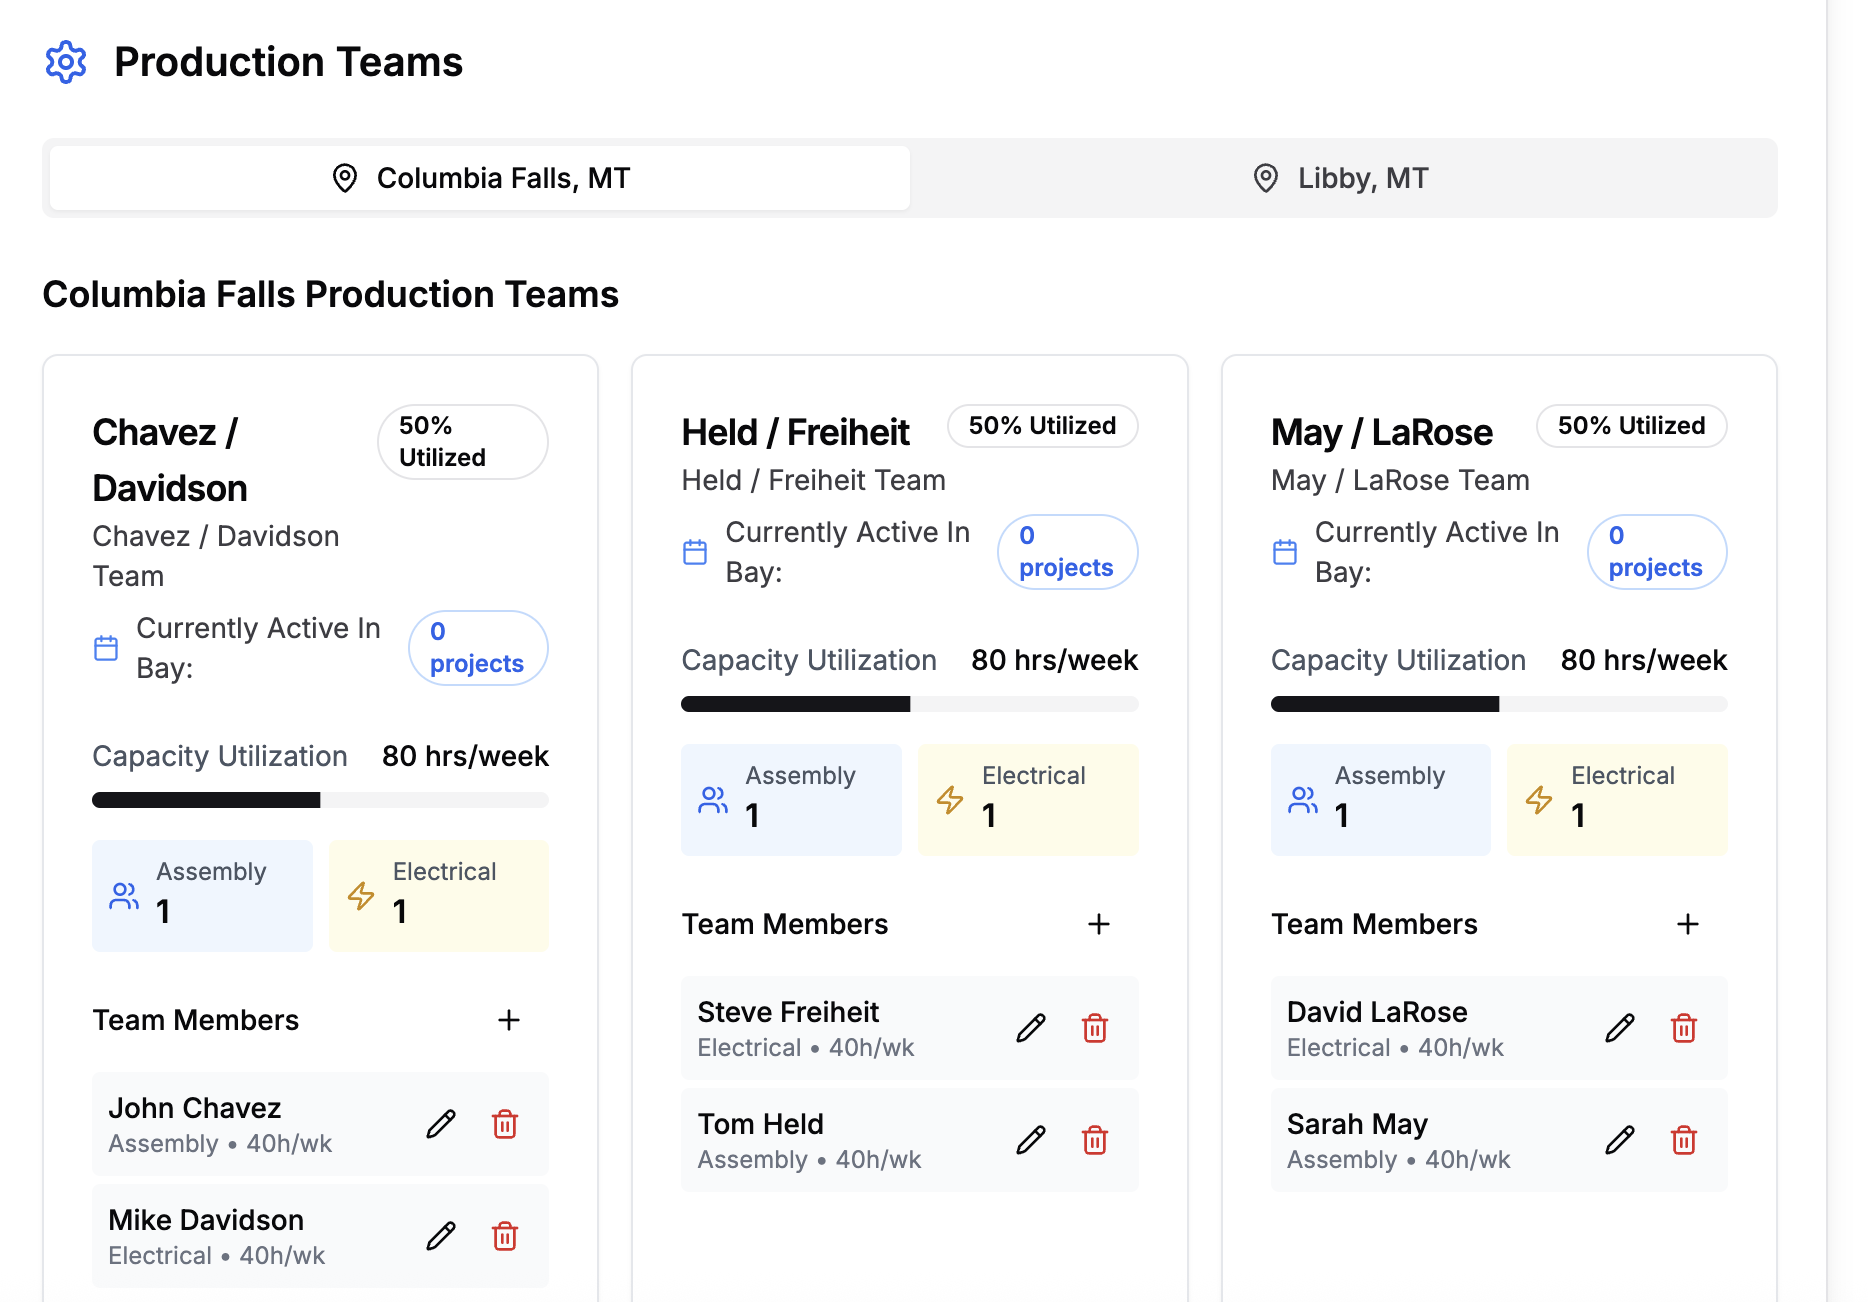 Production Teams
Columbia Falls, MT
Libby, MT
Columbia Falls Production Teams
Chavez /
Davidson
50%
Utilized
Chavez / Davidson
Team
Currently Active In
Bay:
0
projects
Capacity Utilization 80 hrs/week
Assembly
1
Electrical
1
Team Members
John Chavez
Assembly • 40h/wk
Mike Davidson
Electrical • 40h/wk
Held / Freiheit
50% Utilized
Held / Freiheit Team
Currently Active In
Bay:
0
projects
Capacity Utilization 80 hrs/week
Assembly
1
Electrical
1
Team Members
Steve Freiheit
Electrical • 40h/wk
Tom Held
Assembly • 40h/wk
May / LaRose
50% Utilized
May / LaRose Team
Currently Active In
Bay:
0
projects
Capacity Utilization 80 hrs/week
Assembly
1
Electrical
1
Team Members
David LaRose
Electrical • 40h/wk
Sarah May
Assembly • 40h/wk